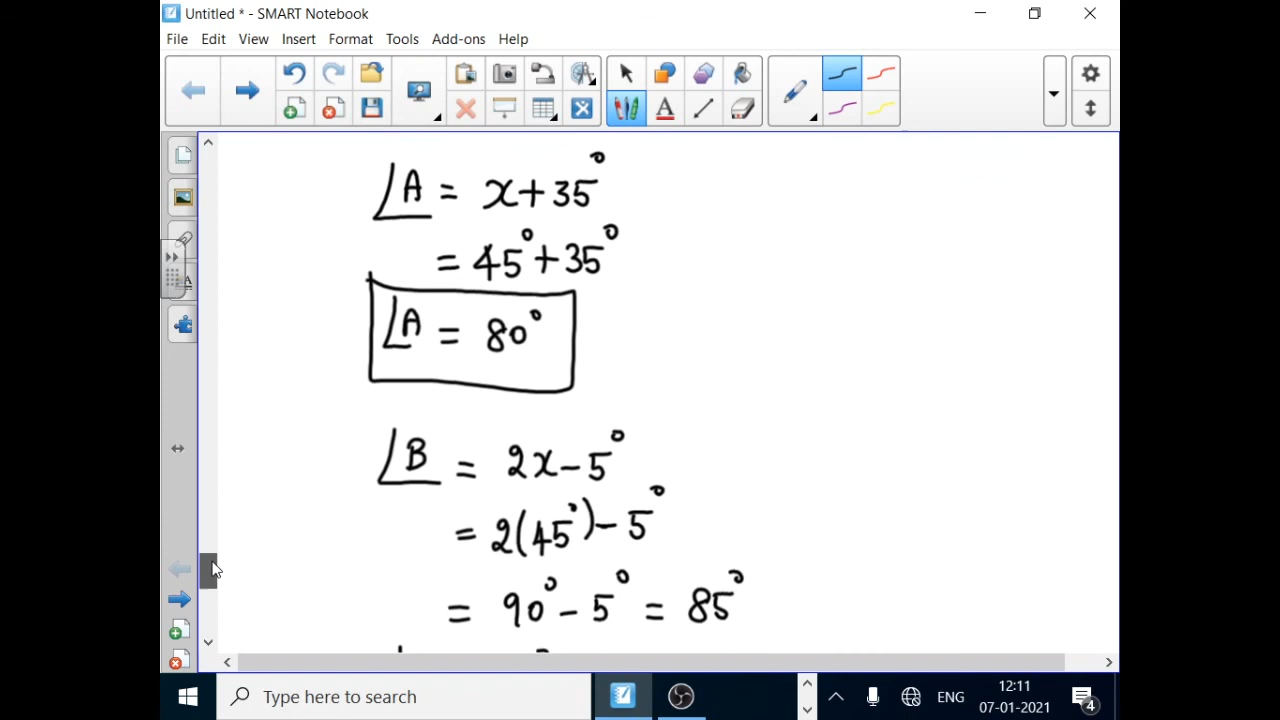 Untitled * - SMART Notebook
File Edit View Insert Format Tools Add-ons Help
∠A = x+35°
= 45°+35°
∠A = 80°
∠B = 2x-5°
= 2(45°)-5°
= 90°-5° = 85°
Type here to search
ENG
12:11
07-01-2021
4